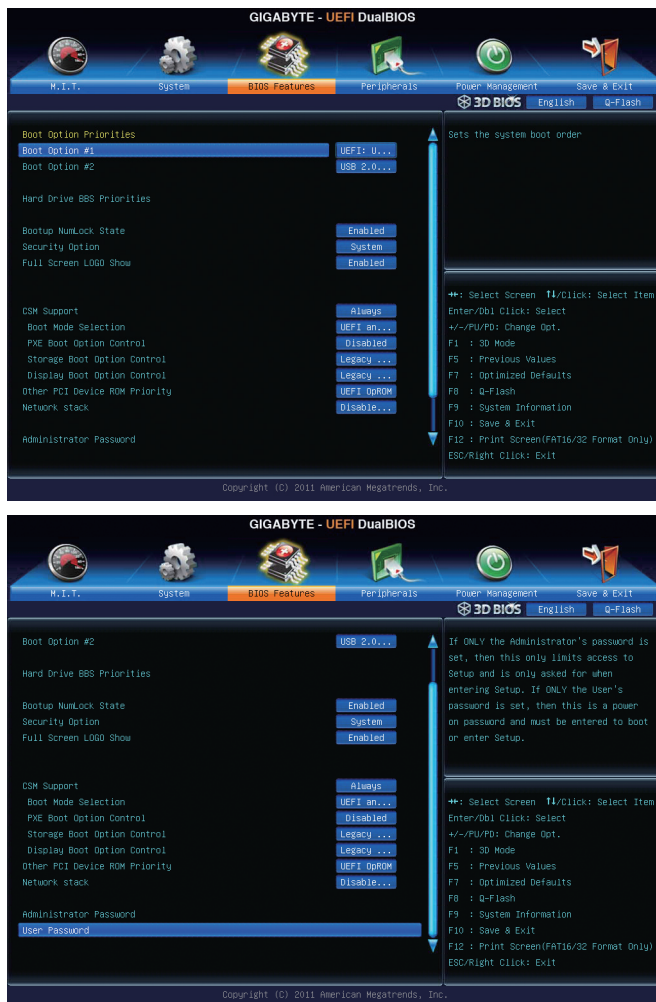 GIGABYTE - UEFI DualBIOS
M.I.T. System BIOS Features Peripherals Power Management Save & Exit
3D BIOS English Q-Flash
Boot Option Priorities
Boot Option #1 UEFI: U...
Boot Option #2 USB 2.0...
Hard Drive BBS Priorities
Bootup NumLock State Enabled
Security Option System
Full Screen LOGO Show Enabled
CSM Support Always
Boot Mode Selection UEFI an...
PXE Boot Option Control Disabled
Storage Boot Option Control Legacy ...
Display Boot Option Control Legacy ...
Other PCI Device ROM Priority UEFI OpROM
Network stack Disable...
Administrator Password
Sets the system boot order
→←: Select Screen ↑↓/Click: Select Item
Enter/Dbl Click: Select
+/-/PU/PD: Change Opt.
F1 : 3D Mode
F5 : Previous Values
F7 : Optimized Defaults
F8 : Q-Flash
F9 : System Information
F10 : Save & Exit
F12 : Print Screen(FAT16/32 Format Only)
ESC/Right Click: Exit
Copyright (C) 2011 American Megatrends, Inc.
GIGABYTE - UEFI DualBIOS
M.I.T. System BIOS Features Peripherals Power Management Save & Exit
3D BIOS English Q-Flash
Boot Option #2 USB 2.0...
Hard Drive BBS Priorities
Bootup NumLock State Enabled
Security Option System
Full Screen LOGO Show Enabled
CSM Support Always
Boot Mode Selection UEFI an...
PXE Boot Option Control Disabled
Storage Boot Option Control Legacy ...
Display Boot Option Control Legacy ...
Other PCI Device ROM Priority UEFI OpROM
Network stack Disable...
Administrator Password
User Password
If ONLY the Administrator's password is
set, then this only limits access to
Setup and is only asked for when
entering Setup. If ONLY the User's
password is set, then this is a power
on password and must be entered to boot
or enter Setup.
→←: Select Screen ↑↓/Click: Select Item
Enter/Dbl Click: Select
+/-/PU/PD: Change Opt.
F1 : 3D Mode
F5 : Previous Values
F7 : Optimized Defaults
F8 : Q-Flash
F9 : System Information
F10 : Save & Exit
F12 : Print Screen(FAT16/32 Format Only)
ESC/Right Click: Exit
Copyright (C) 2011 American Megatrends, Inc.